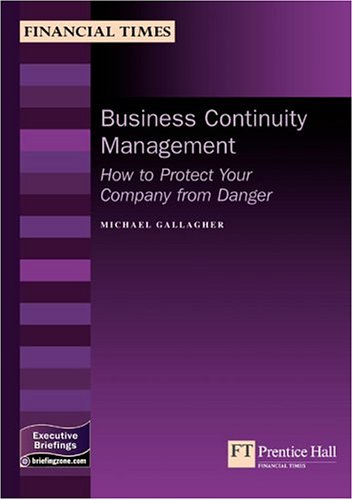 FINANCIAL TIMES
Business Continuity
Management
How to Protect Your
Company from Danger
MICHAEL GALLAGHER
Executive
Briefings
@ briefingzone.com
FT Prentice Hall
FINANCIAL TIMES